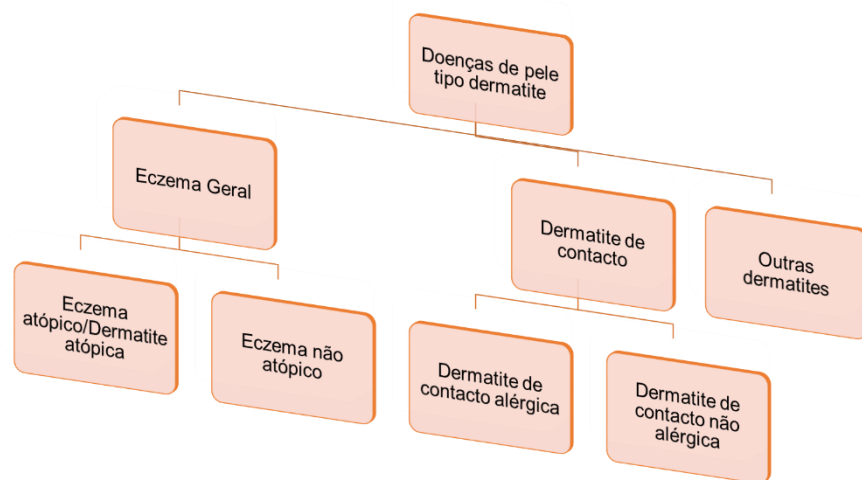 Doenças de pele
tipo dermatite
Eczema Geral
Dermatite de
contacto
Outras
dermatites
Eczema
atópico/Dermatite
atópica
Eczema não
atópico
Dermatite de
contacto alérgica
Dermatite de
contacto não
alérgica